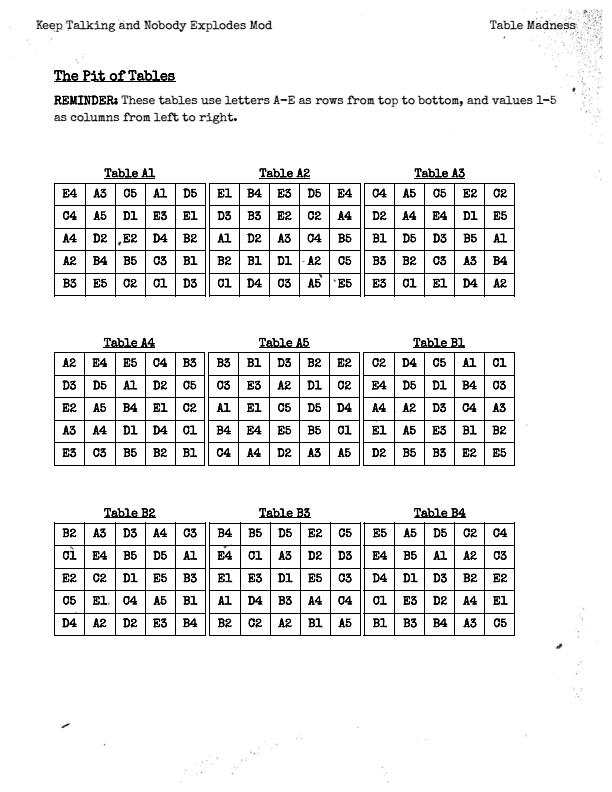 Keep Talking and Nobody Explodes Mod Table Madness
The Pit of Tables
REMINDER: These tables use letters A-E as rows from top to bottom, and values 1-5
as columns from left to right.
Table A1 Table A2 Table A3
E4 A3 C5 A1 D5 E1 B4 E3 D5 E4 C4 A5 C5 E2 C2
C4 A5 D1 E3 E1 D3 B3 E2 C2 A4 D2 A4 E4 D1 E5
A4 D2 E2 D4 B2 A1 D2 A3 C4 B5 B1 D5 D3 B5 A1
A2 B4 B5 C3 B1 B2 B1 D1 A2 C5 B3 B2 C3 A3 B4
B3 E5 C2 C1 D3 C1 D4 C3 A5 E5 E3 C1 E1 D4 A2
Table A4 Table A5 Table B1
A2 E4 E5 C4 B3 B3 B1 D3 B2 E2 C2 D4 C5 A1 C1
D3 D5 A1 D2 C5 C3 E3 A2 D1 C2 E4 D5 D1 B4 C3
E2 A5 B4 E1 C2 A1 E1 C5 D5 D4 A4 A2 D3 C4 A3
A3 A4 D1 D4 C1 B4 E4 E5 B5 C1 E1 A5 E3 B1 B2
E3 C3 B5 B2 B1 C4 A4 D2 A3 A5 D2 B5 B3 E2 E5
Table B2 Table B3 Table B4
B2 A3 D3 A4 C3 B4 B5 D5 E2 C5 E5 A5 D5 C2 C4
C1 E4 B5 D5 A1 E4 C1 A3 D2 D3 E4 B5 A1 A2 C3
E2 C2 D1 E5 B3 E1 E3 D1 E5 C3 D4 D1 D3 B2 E2
C5 E1 C4 A5 B1 A1 D4 B3 A4 C4 C1 E3 D2 A4 E1
D4 A2 D2 E3 B4 B2 C2 A2 B1 A5 B1 B3 B4 A3 C5